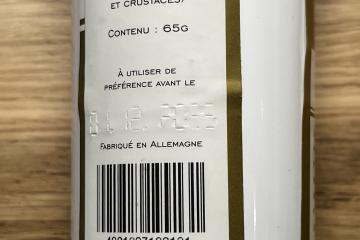 ET CRUSTACÉS)
CONTENU : 65G
À UTILISER DE
PRÉFÉRENCE AVANT LE
FABRIQUÉ EN ALLEMAGNE